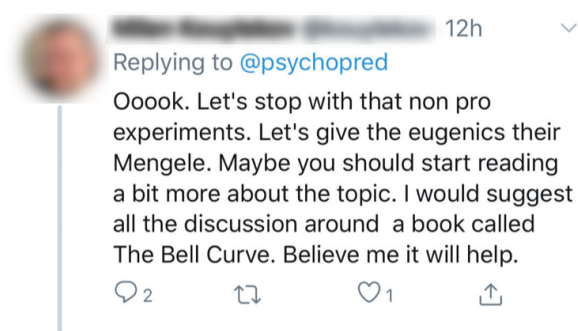 12h
Replying to @psychopred
Ooook. Let's stop with that non pro
experiments. Let's give the eugenics their
Mengele. Maybe you should start reading
a bit more about the topic. I would suggest
all the discussion around a book called
The Bell Curve. Believe me it will help.
2
1